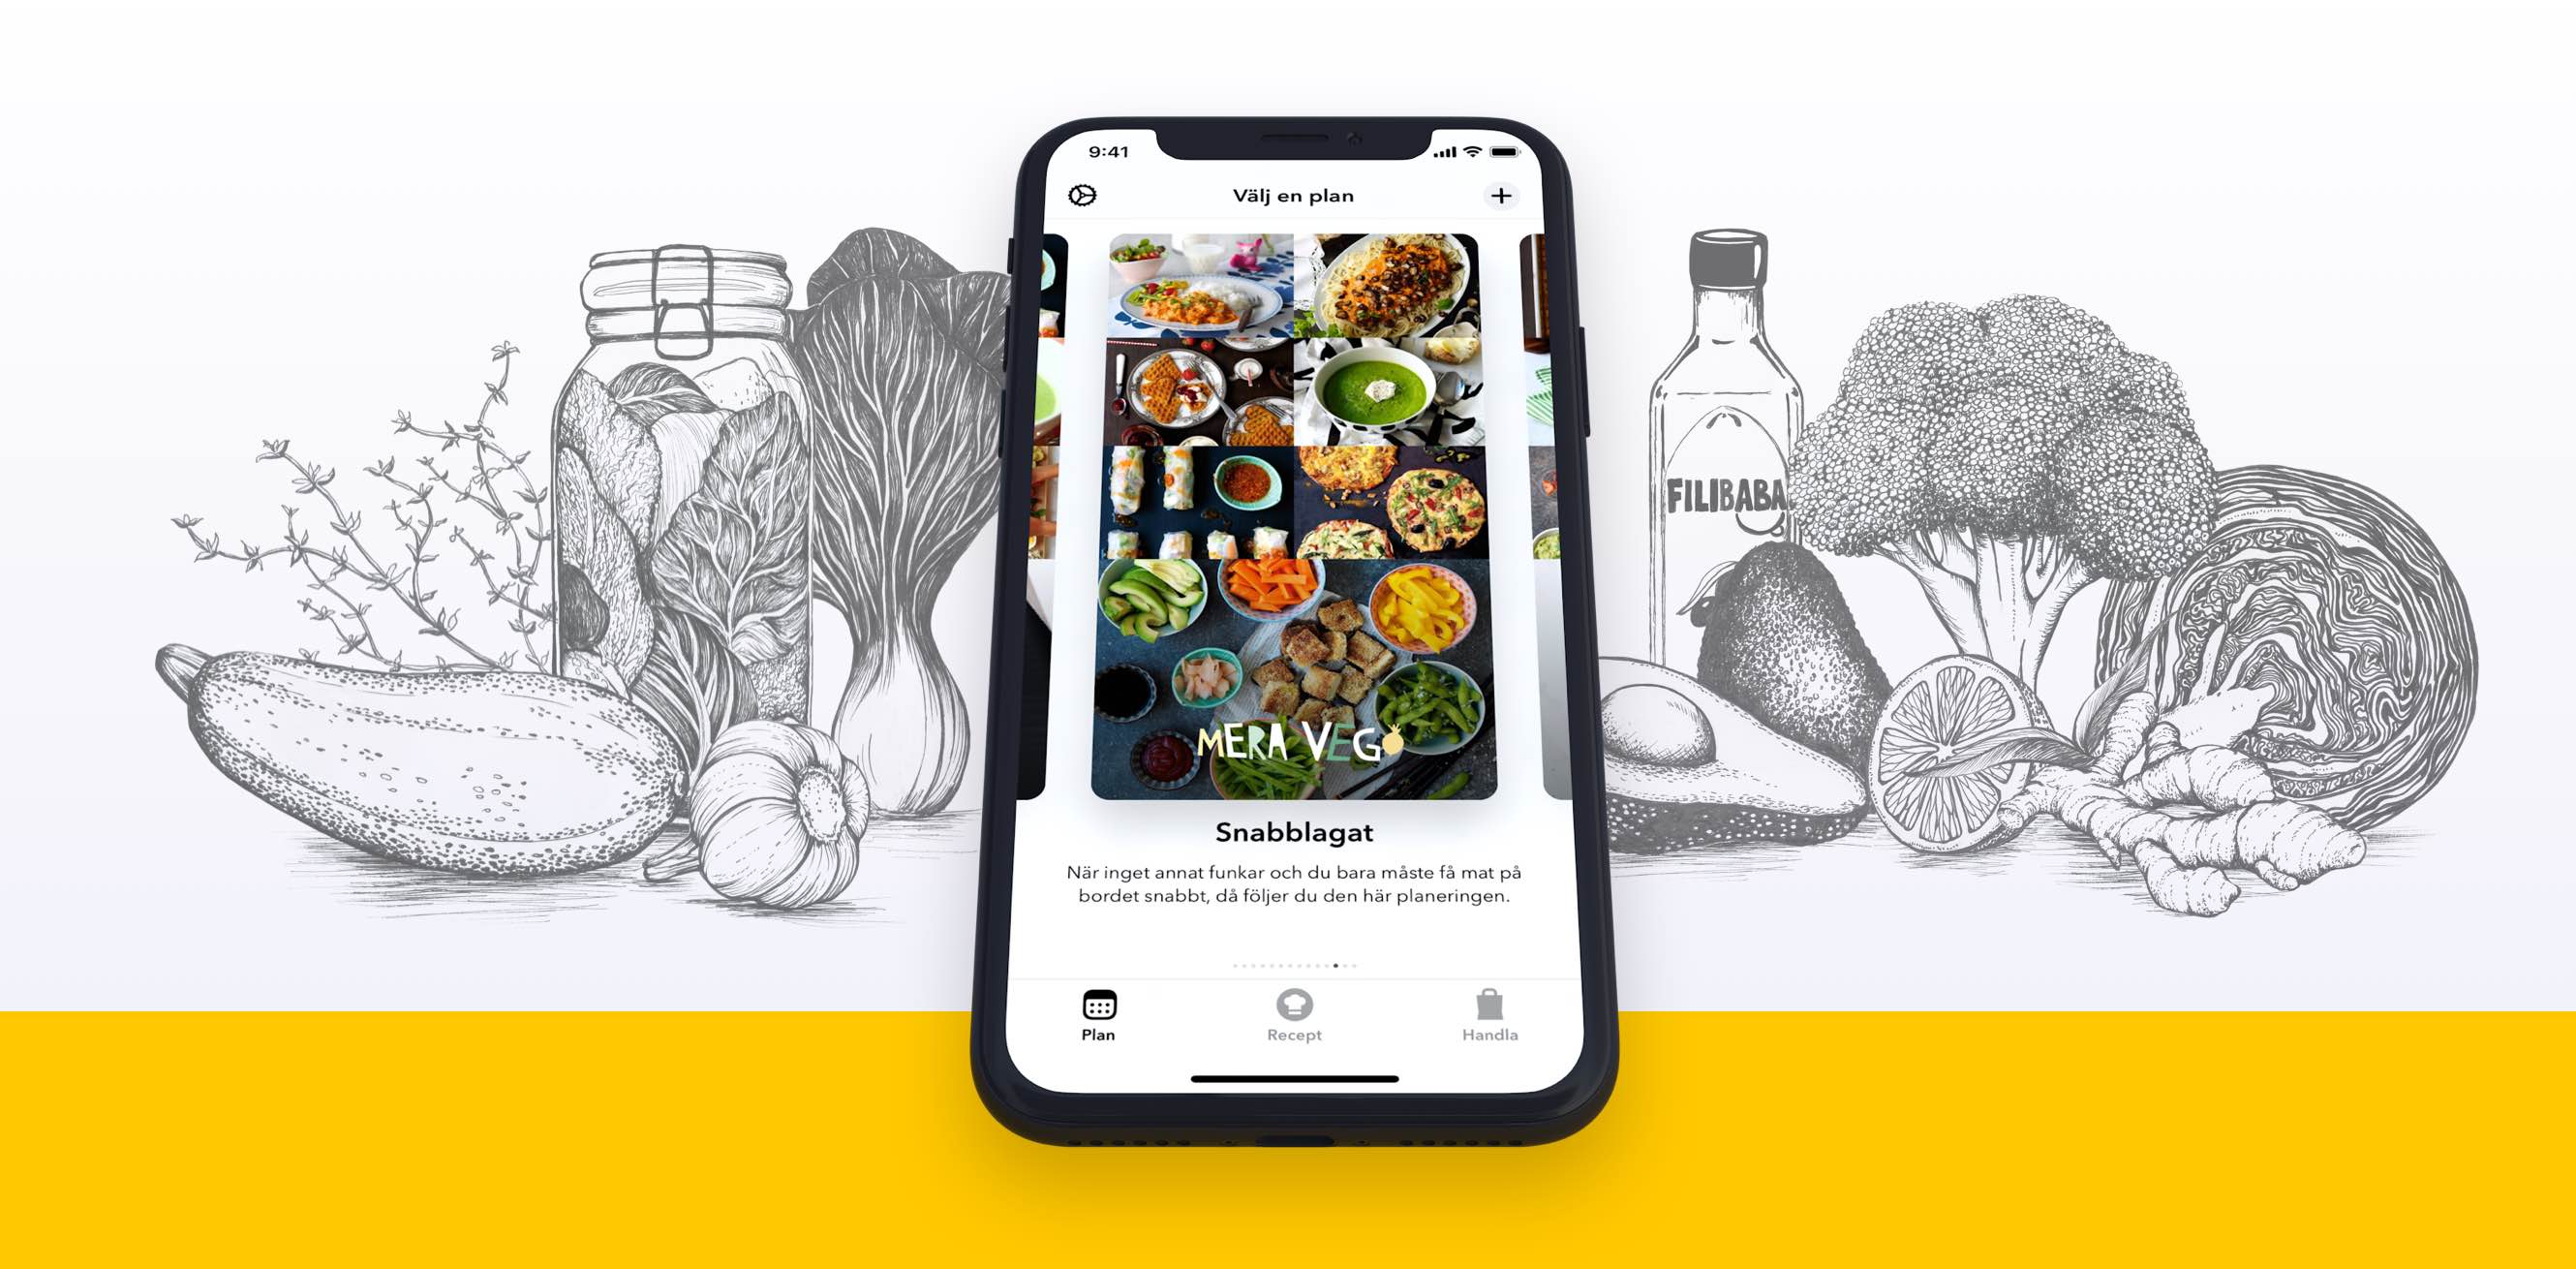 9:41
Välj en plan
FILIBABA
MERA VEGO
Snabblagat
När inget annat funkar och du bara måste få mat på
bordet snabbt, då följer du den här planeringen.
Plan
Recept
Handla